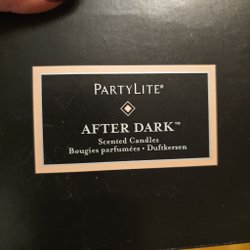 PARTYLITE®
AFTER DARK™
Scented Candles
Bougies parfumées • Duftkerzen